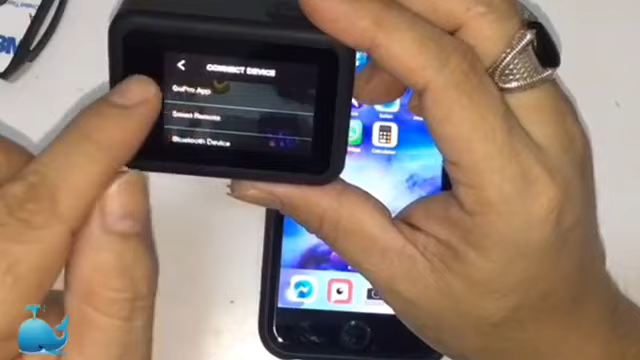 CONNECT DEVICE
GoPro App
Smart Remote
Bluetooth Device
Calculator